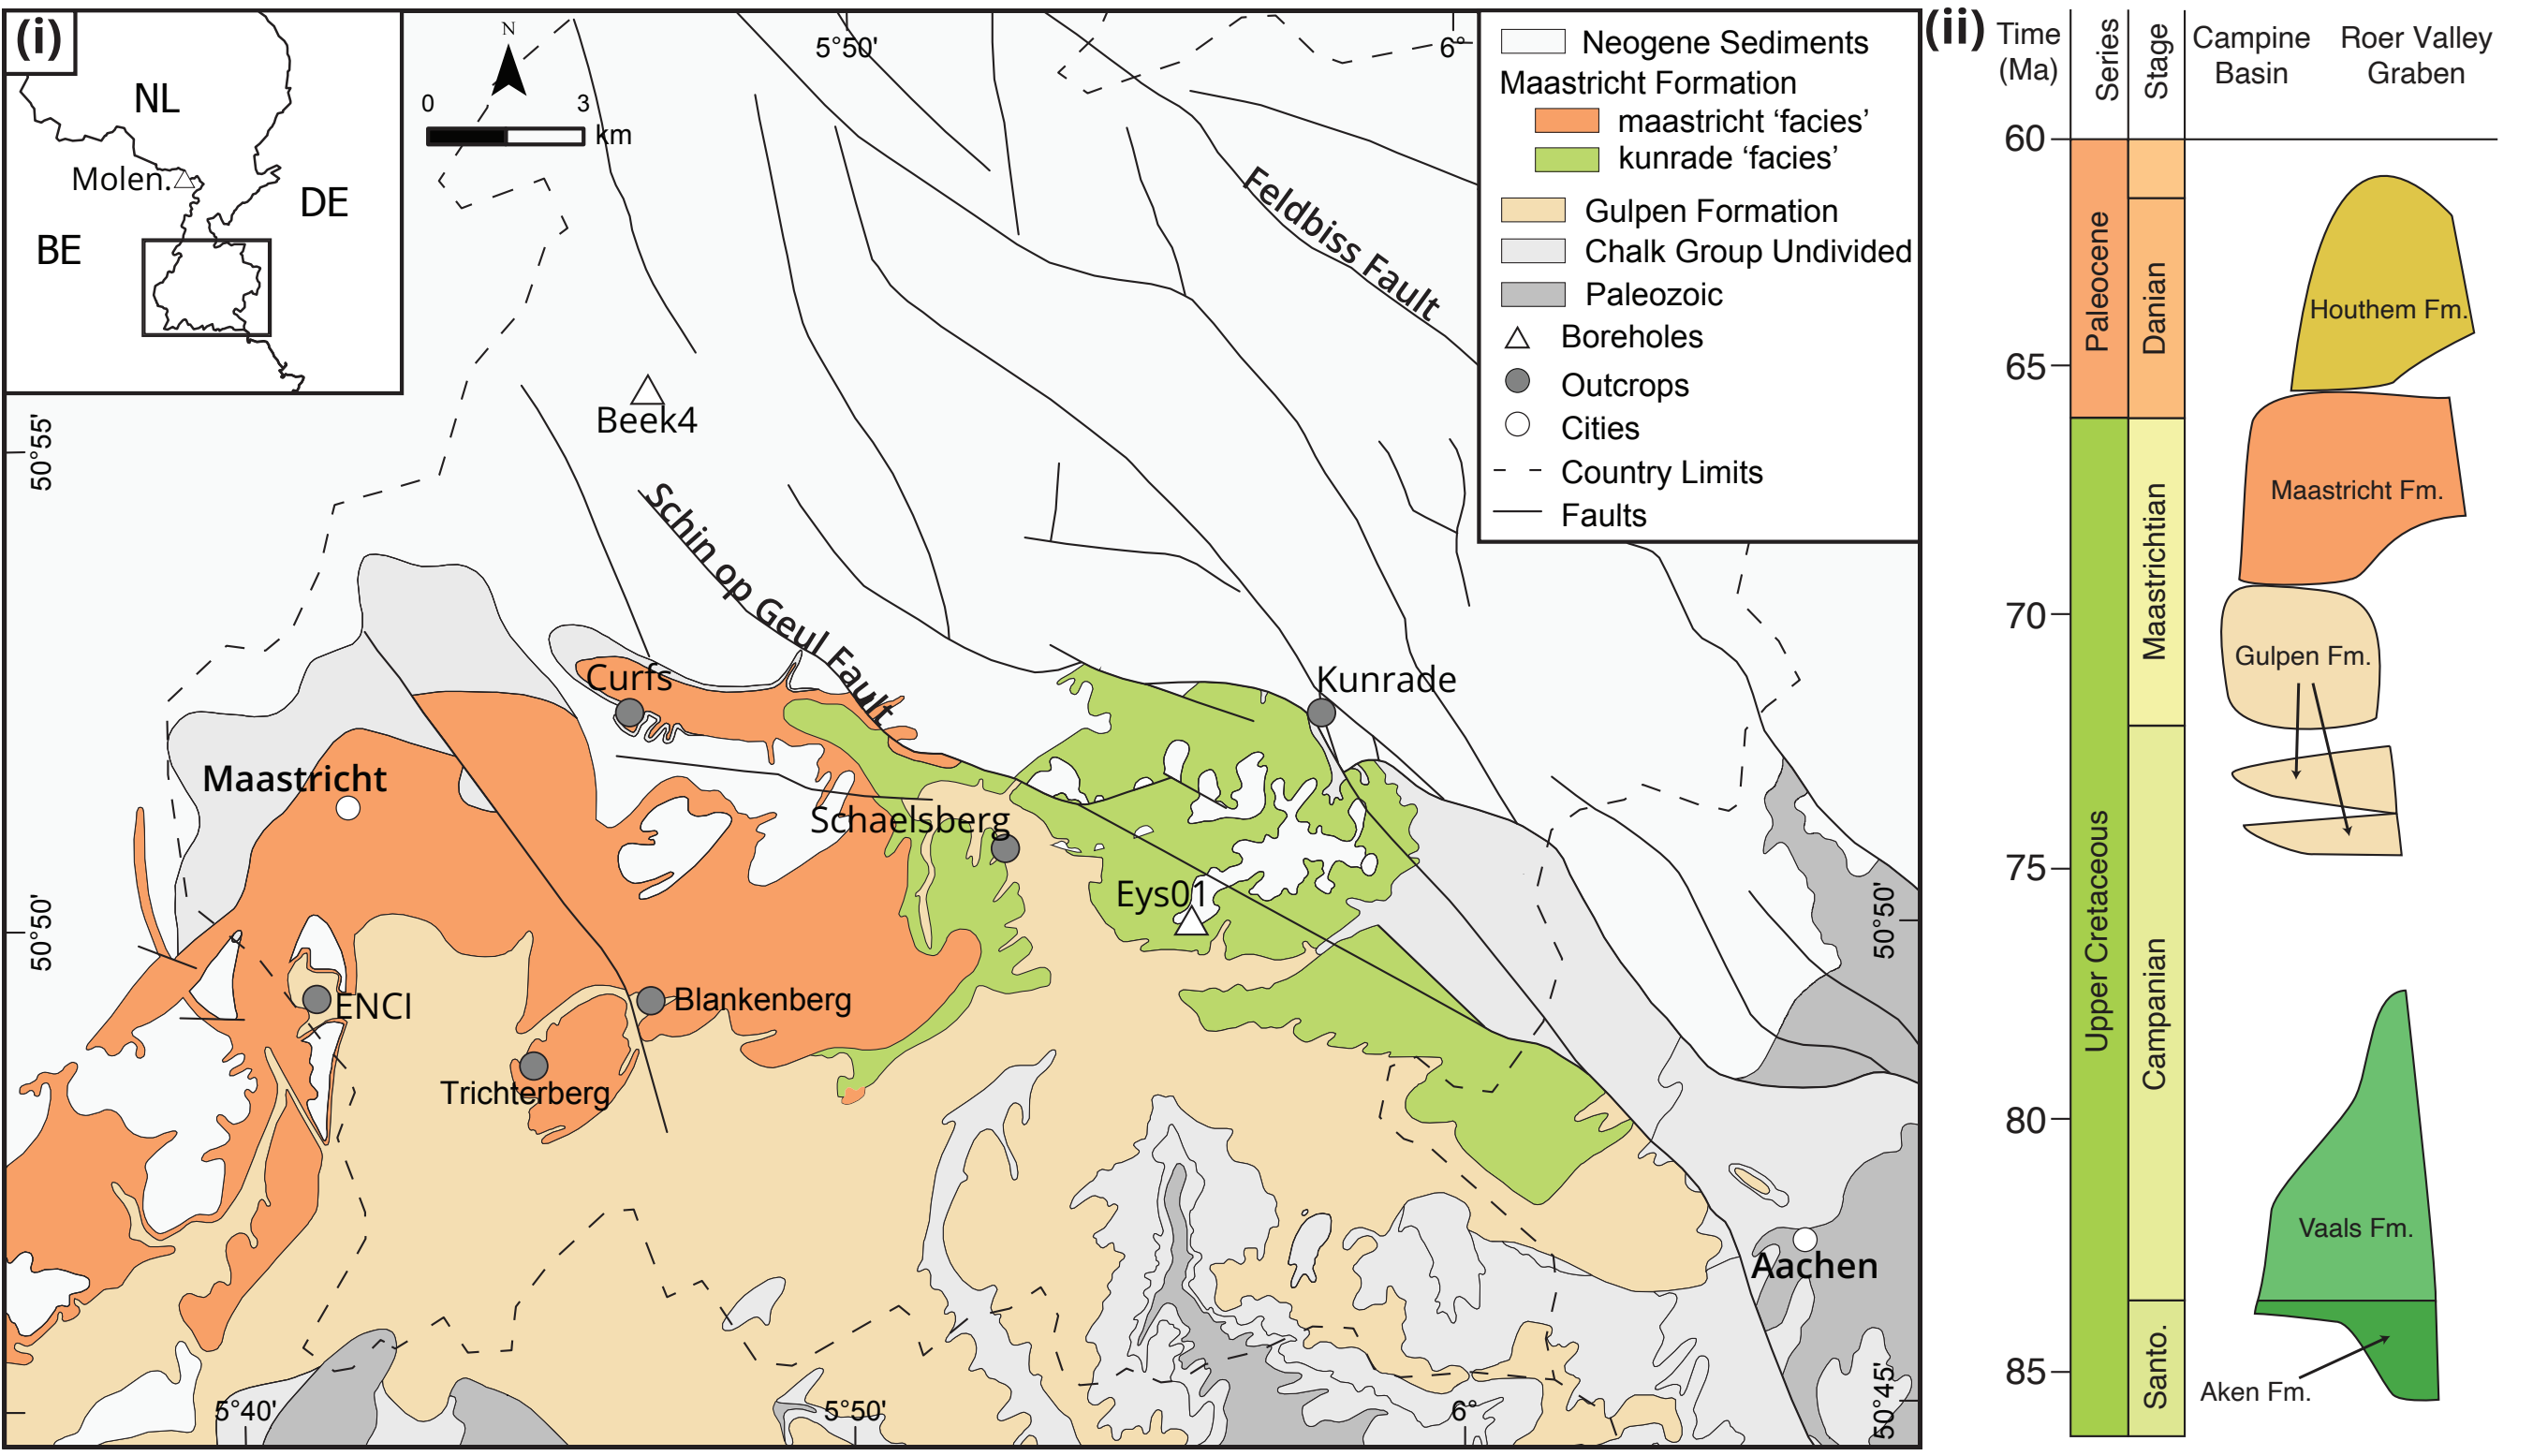 (i)
NL
Molen.
DE
BE
N
0 3
km
5°50'
6°
Neogene Sediments
Maastricht Formation
maastricht ‘facies’
kunrade ‘facies’
Gulpen Formation
Chalk Group Undivided
Paleozoic
Boreholes
Outcrops
Cities
Country Limits
Faults
Feldbiss Fault
Beek4
50°55'
Schin op Geul Fault
Curfs
Kunrade
Maastricht
Schaelsberg
Eys01
50°50'
50°50'
ENCI
Blankenberg
Trichterberg
Aachen
5°40'
5°50'
6°
50°45'
(ii)
Time
(Ma)
Series
Stage
Campine
Basin
Roer Valley
Graben
60
65
70
75
80
85
Paleocene
Upper Cretaceous
Danian
Maastrichtian
Campanian
Santo.
Houthem Fm.
Maastricht Fm.
Gulpen Fm.
Vaals Fm.
Aken Fm.